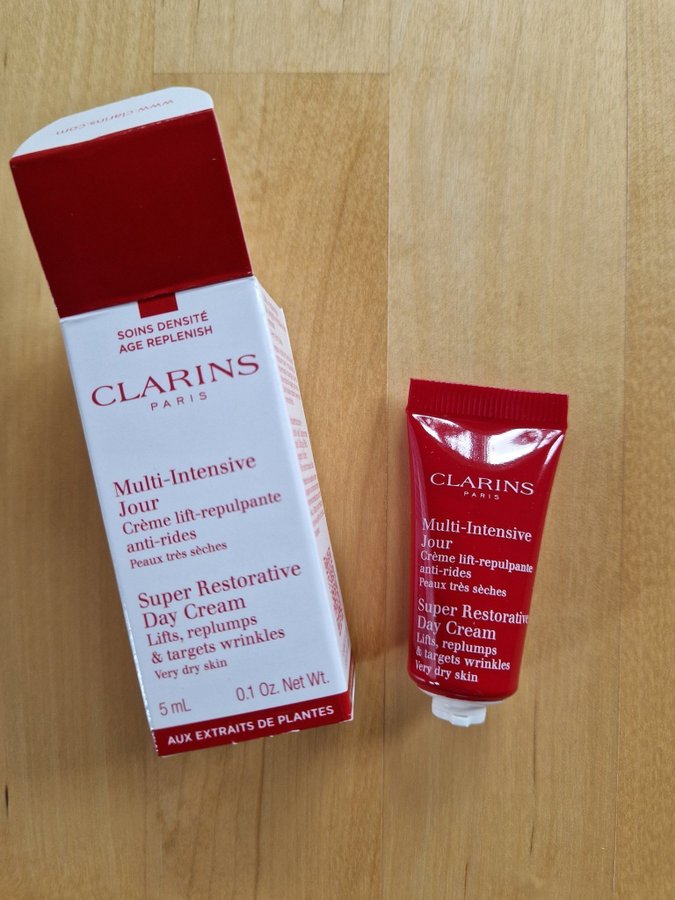 www.clarins.com
SOINS DENSITÉ
AGE REPLENISH
CLARINS
PARIS
Multi-Intensive
Jour
Crème lift-repulpante
anti-rides
Peaux très sèches
Super Restorative
Day Cream
Lifts, replumps
& targets wrinkles
Very dry skin
5 mL 0.1 Oz. Net Wt.
AUX EXTRAITS DE PLANTES
CLARINS
PARIS
Multi-Intensive
Jour
Crème lift-repulpante
anti-rides
Peaux très sèches
Super Restorative
Day Cream
Lifts, replumps
& targets wrinkles
Very dry skin